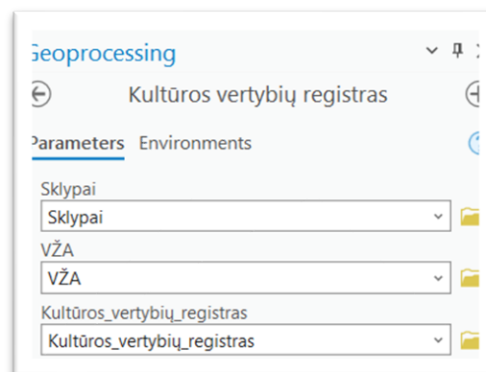 Geoprocessing
Kultūros vertybių registras
Parameters Environments
Sklypai
Sklypai
VŽA
VŽA
Kultūros_vertybių_registras
Kultūros_vertybių_registras